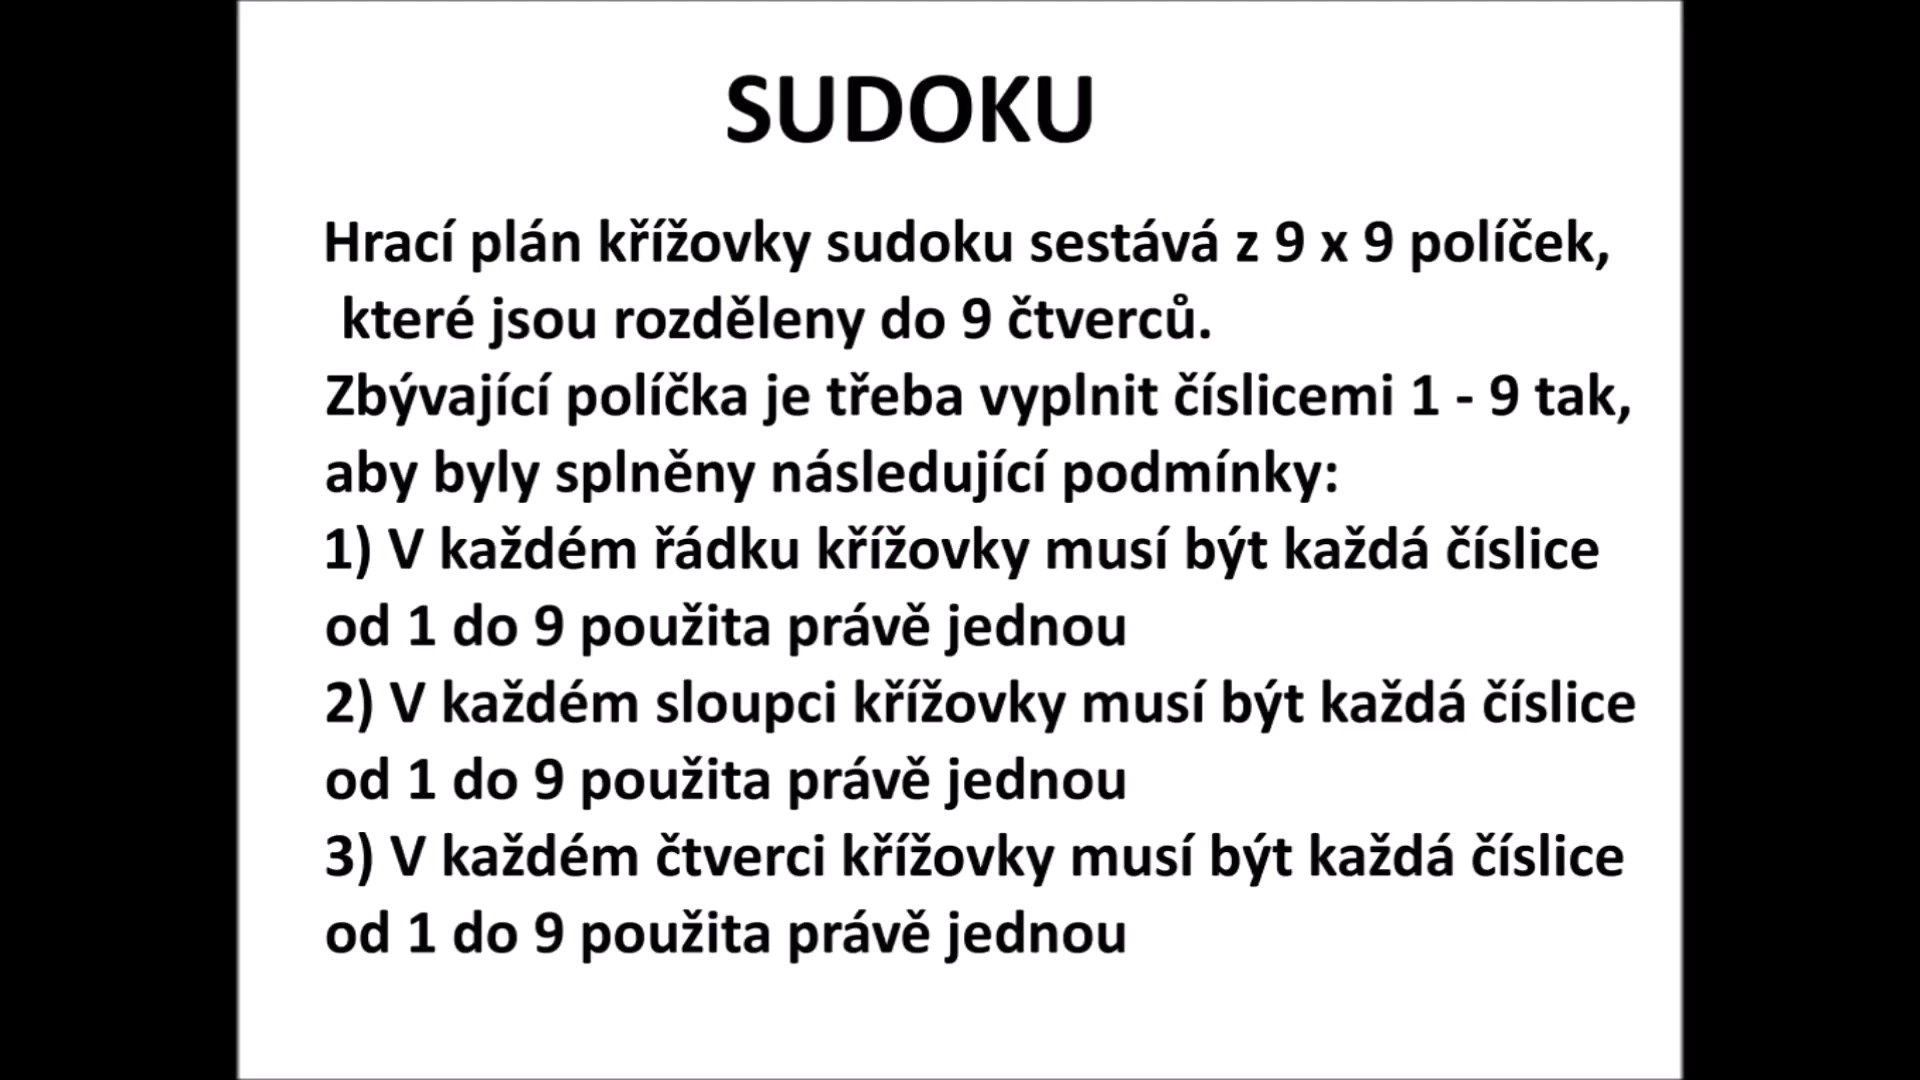 SUDOKU
Hrací plán křížovky sudoku sestává z 9 x 9 políček,
které jsou rozděleny do 9 čtverců.
Zbývající políčka je třeba vyplnit číslicemi 1 - 9 tak,
aby byly splněny následující podmínky:
1) V každém řádku křížovky musí být každá číslice
od 1 do 9 použita právě jednou
2) V každém sloupci křížovky musí být každá číslice
od 1 do 9 použita právě jednou
3) V každém čtverci křížovky musí být každá číslice
od 1 do 9 použita právě jednou